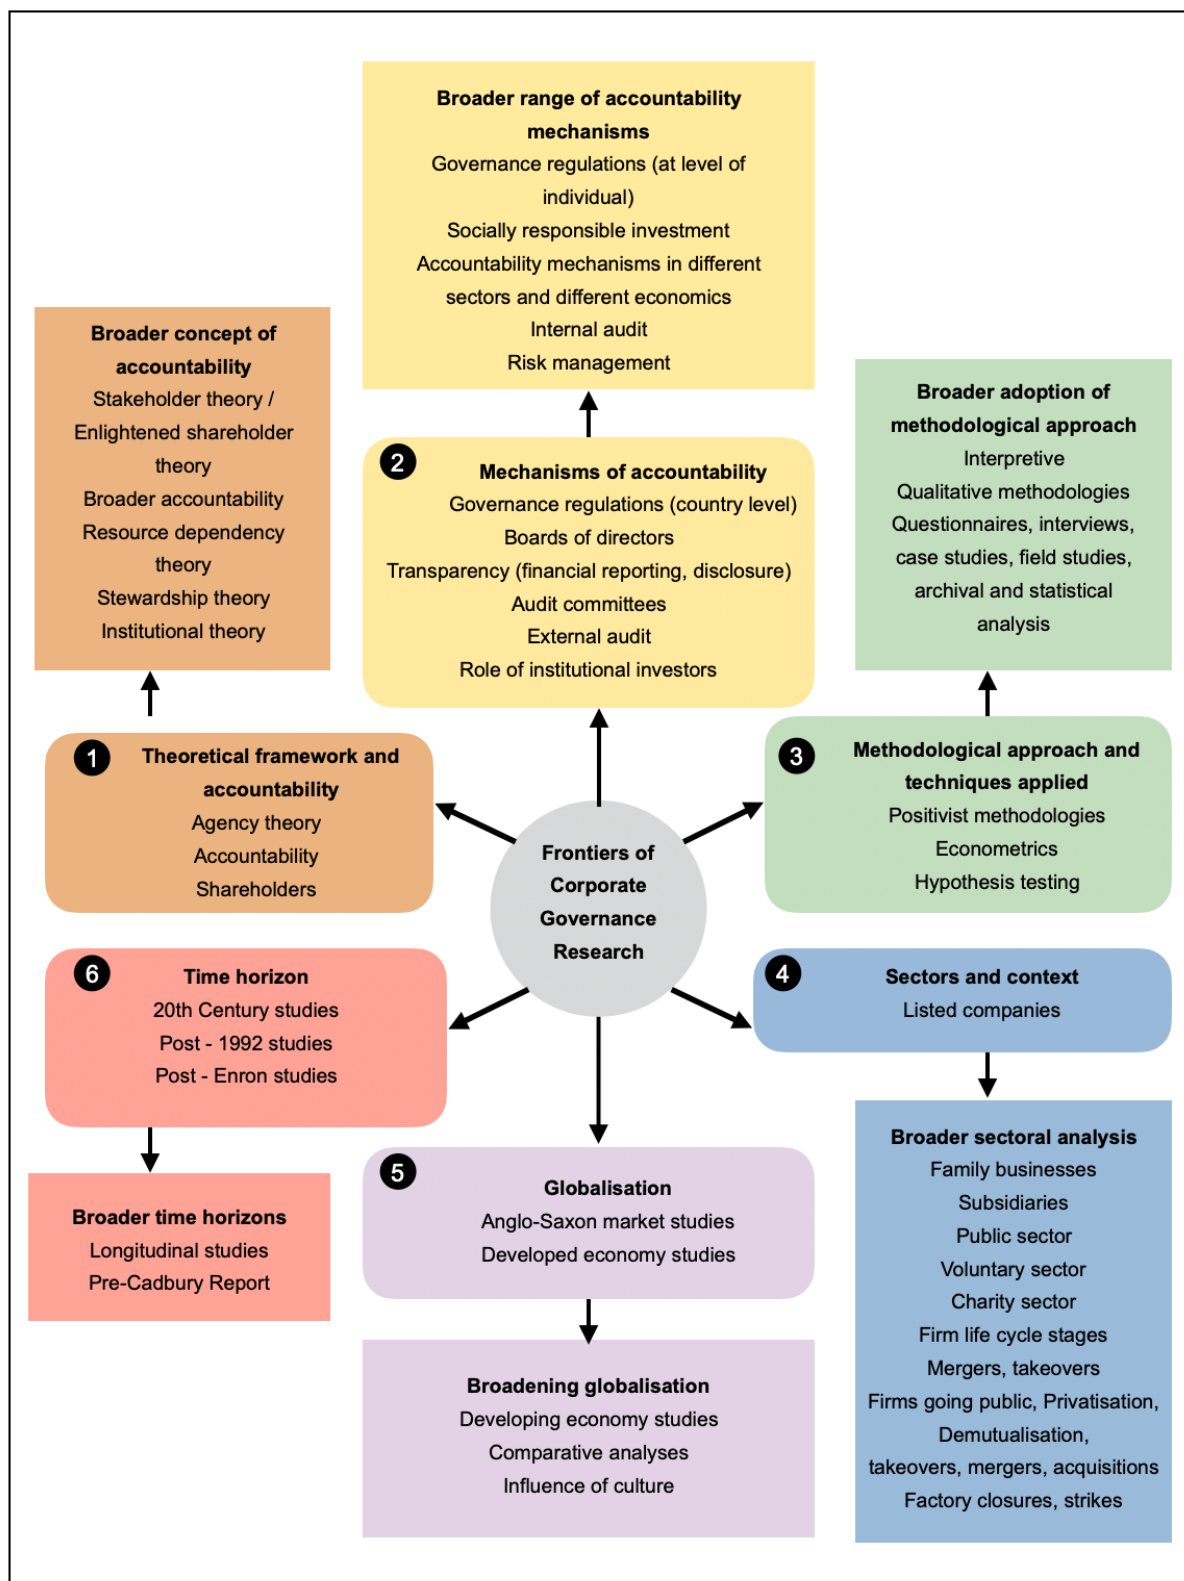 Broader range of accountability
mechanisms
Governance regulations (at level of
individual)
Socially responsible investment
Accountability mechanisms in different
sectors and different economics
Internal audit
Risk management
Broader concept of
accountability
Stakeholder theory /
Enlightened shareholder
theory
Broader accountability
Resource dependency
theory
Stewardship theory
Institutional theory
Broader adoption of
methodological approach
Interpretive
Qualitative methodologies
Questionnaires, interviews,
case studies, field studies,
archival and statistical
analysis
2
Mechanisms of accountability
Governance regulations (country level)
Boards of directors
Transparency (financial reporting, disclosure)
Audit committees
External audit
Role of institutional investors
1
Theoretical framework and
accountability
Agency theory
Accountability
Shareholders
3
Methodological approach and
techniques applied
Positivist methodologies
Econometrics
Hypothesis testing
Frontiers of
Corporate
Governance
Research
6
Time horizon
20th Century studies
Post - 1992 studies
Post - Enron studies
4
Sectors and context
Listed companies
Broader time horizons
Longitudinal studies
Pre-Cadbury Report
5
Globalisation
Anglo-Saxon market studies
Developed economy studies
Broader sectoral analysis
Family businesses
Subsidiaries
Public sector
Voluntary sector
Charity sector
Firm life cycle stages
Mergers, takeovers
Firms going public, Privatisation,
Demutualisation,
takeovers, mergers, acquisitions
Factory closures, strikes
Broadening globalisation
Developing economy studies
Comparative analyses
Influence of culture